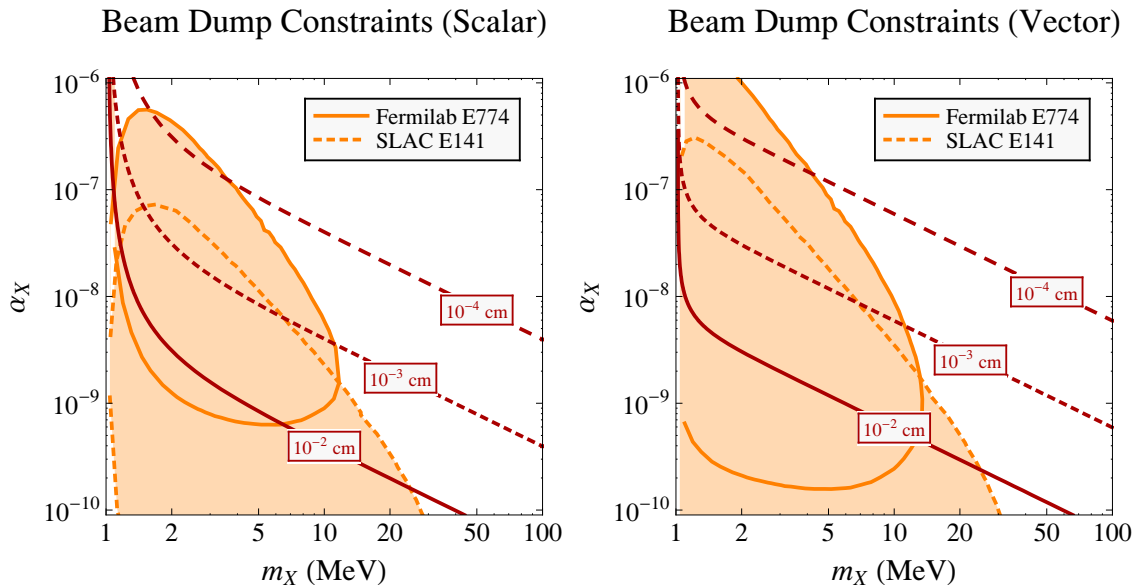 Beam Dump Constraints (Scalar)
10⁻⁶
10⁻⁷
10⁻⁸
10⁻⁹
10⁻¹⁰
α_X
Fermilab E774
SLAC E141
10⁻⁴ cm
10⁻³ cm
10⁻² cm
1 2 5 10 20 50 100
m_X (MeV)
Beam Dump Constraints (Vector)
10⁻⁶
10⁻⁷
10⁻⁸
10⁻⁹
10⁻¹⁰
α_X
Fermilab E774
SLAC E141
10⁻⁴ cm
10⁻³ cm
10⁻² cm
1 2 5 10 20 50 100
m_X (MeV)